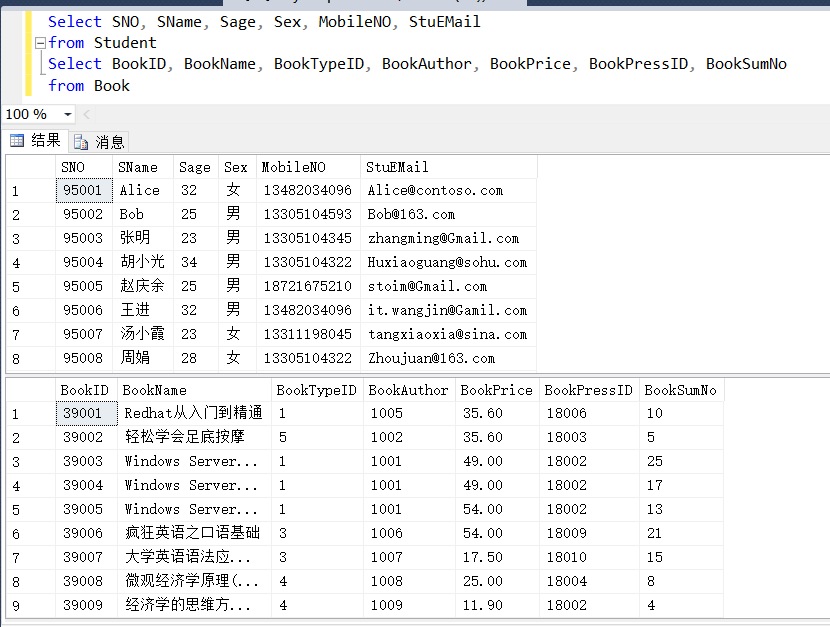 Select SNO, SName, Sage, Sex, MobileNO, StuEMail
from Student
Select BookID, BookName, BookTypeID, BookAuthor, BookPrice, BookPressID, BookSumNo
from Book
100 %
结果 消息
SNO SName Sage Sex MobileNO StuEMail
1 95001 Alice 32 女 13482034096 Alice@contoso.com
2 95002 Bob 25 男 13305104593 Bob@163.com
3 95003 张明 23 男 13305104345 zhangming@Gmail.com
4 95004 胡小光 34 男 13305104322 Huxiaoguang@sohu.com
5 95005 赵庆余 25 男 18721675210 stoim@Gmail.com
6 95006 王进 32 男 13482034096 it.wangjin@Gamil.com
7 95007 汤小霞 23 女 13311198045 tangxiaoxia@sina.com
8 95008 周娟 28 女 13305104322 Zhoujuan@163.com
BookID BookName BookTypeID BookAuthor BookPrice BookPressID BookSumNo
1 39001 Redhat从入门到精通 1 1005 35.60 18006 10
2 39002 轻松学会足底按摩 5 1002 35.60 18003 5
3 39003 Windows Server... 1 1001 49.00 18002 25
4 39004 Windows Server... 1 1001 49.00 18002 17
5 39005 Windows Server... 1 1001 54.00 18002 13
6 39006 疯狂英语之口语基础 3 1006 54.00 18009 21
7 39007 大学英语语法应... 3 1007 17.50 18010 15
8 39008 微观经济学原理(... 4 1008 25.00 18004 8
9 39009 经济学的思维方... 4 1009 11.90 18002 4